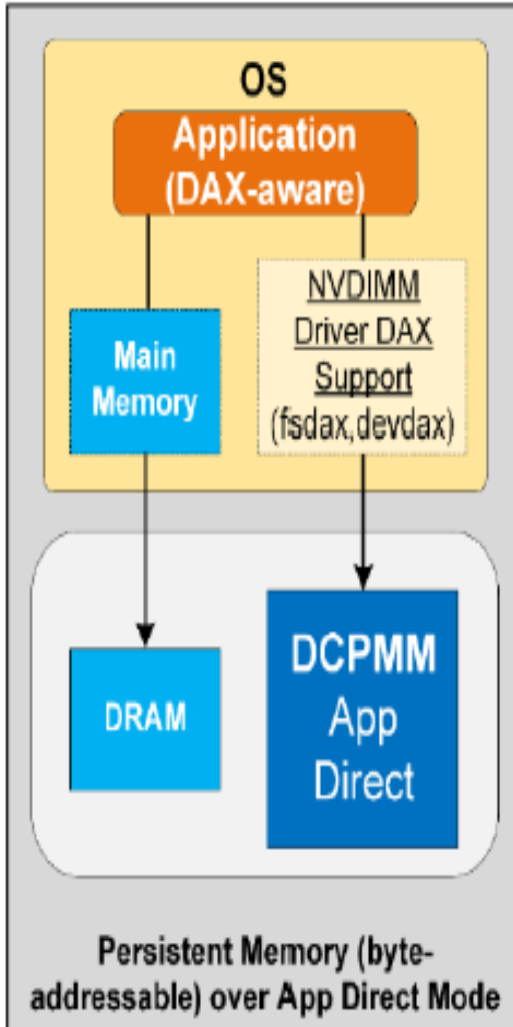 OS
Application
(DAX-aware)
Main
Memory
NVDIMM
Driver DAX
Support
(fsdax,devdax)
DRAM
DCPMM
App
Direct
Persistent Memory (byte-
addressable) over App Direct Mode